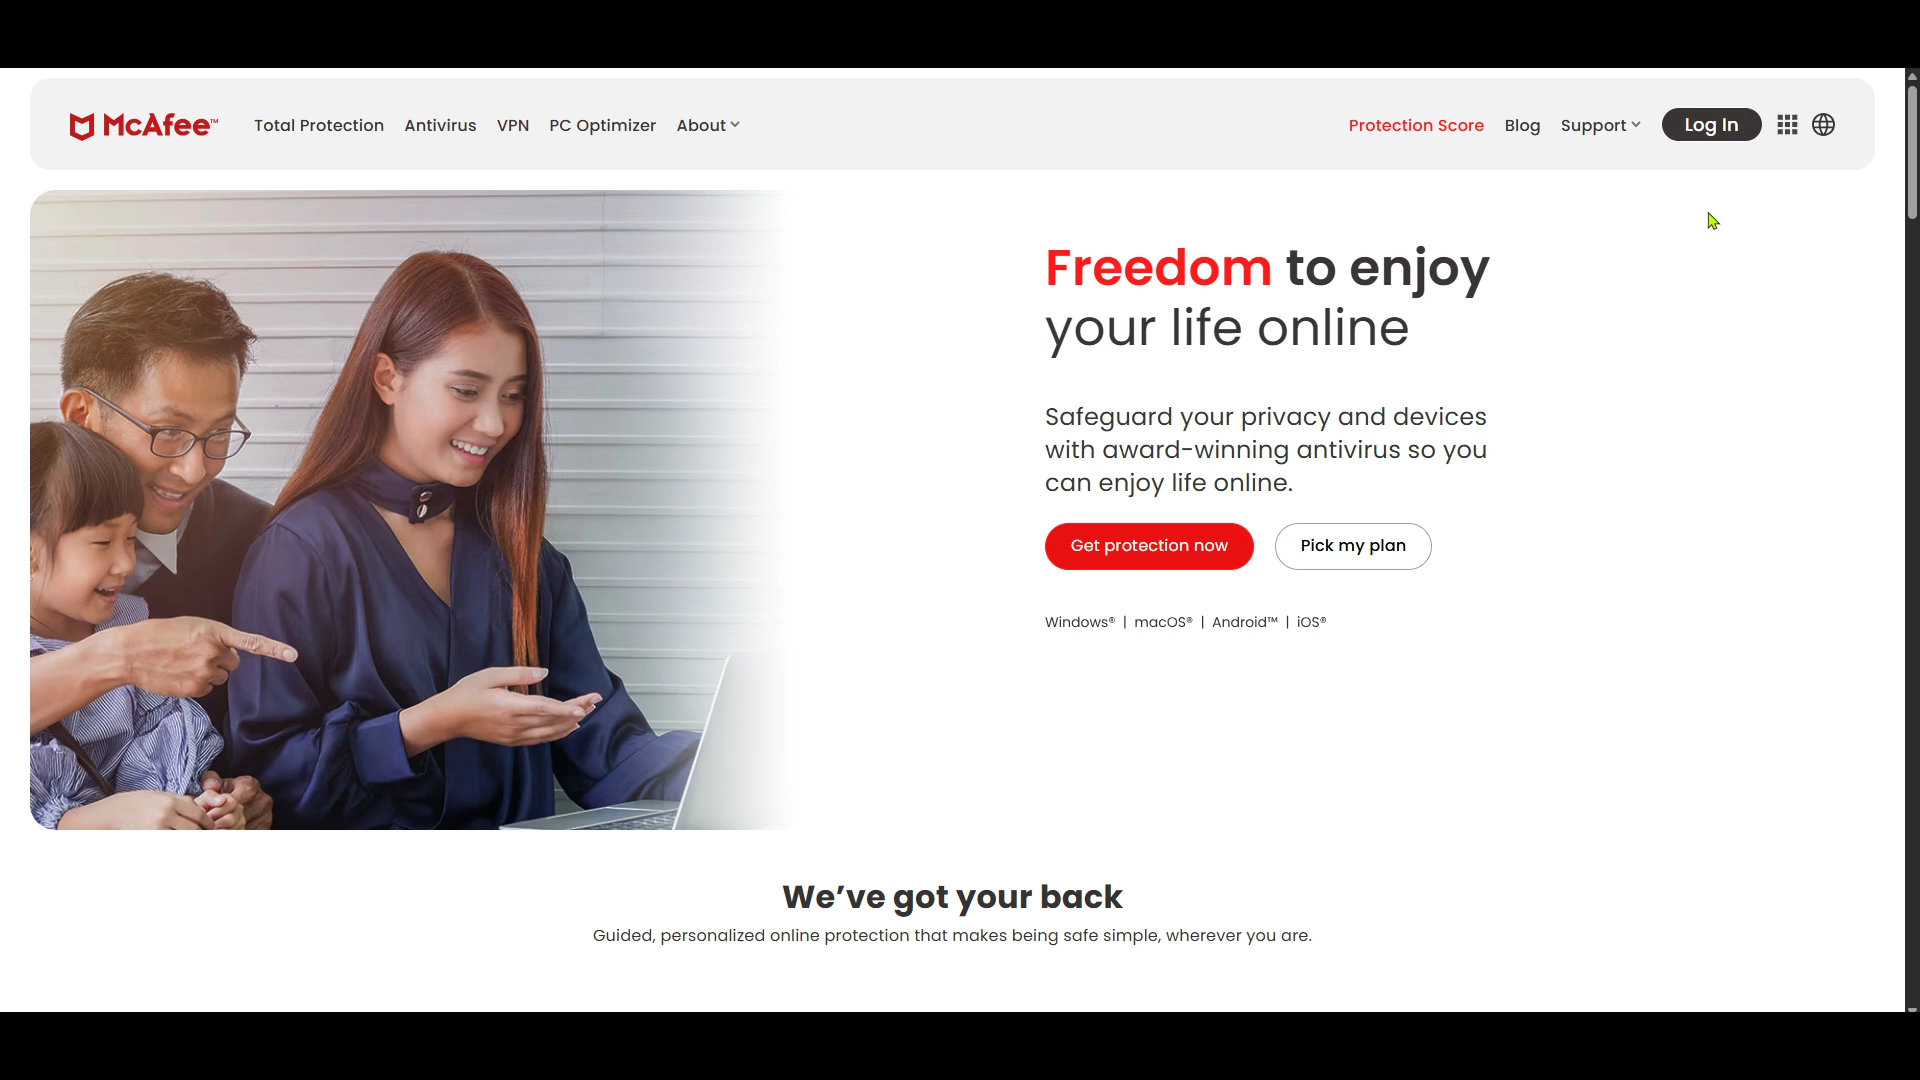 McAfee™
Total Protection
Antivirus
VPN
PC Optimizer
About
Protection Score
Blog
Support
Log In
Freedom to enjoy
your life online
Safeguard your privacy and devices
with award-winning antivirus so you
can enjoy life online.
Get protection now
Pick my plan
Windows® | macOS® | Android™ | iOS®
We’ve got your back
Guided, personalized online protection that makes being safe simple, wherever you are.